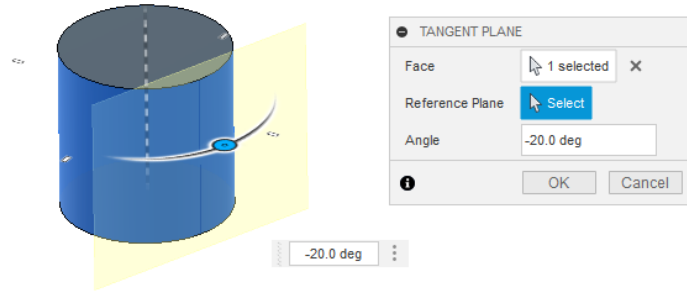 TANGENT PLANE
Face 1 selected
Reference Plane Select
Angle -20.0 deg
OK Cancel
-20.0 deg